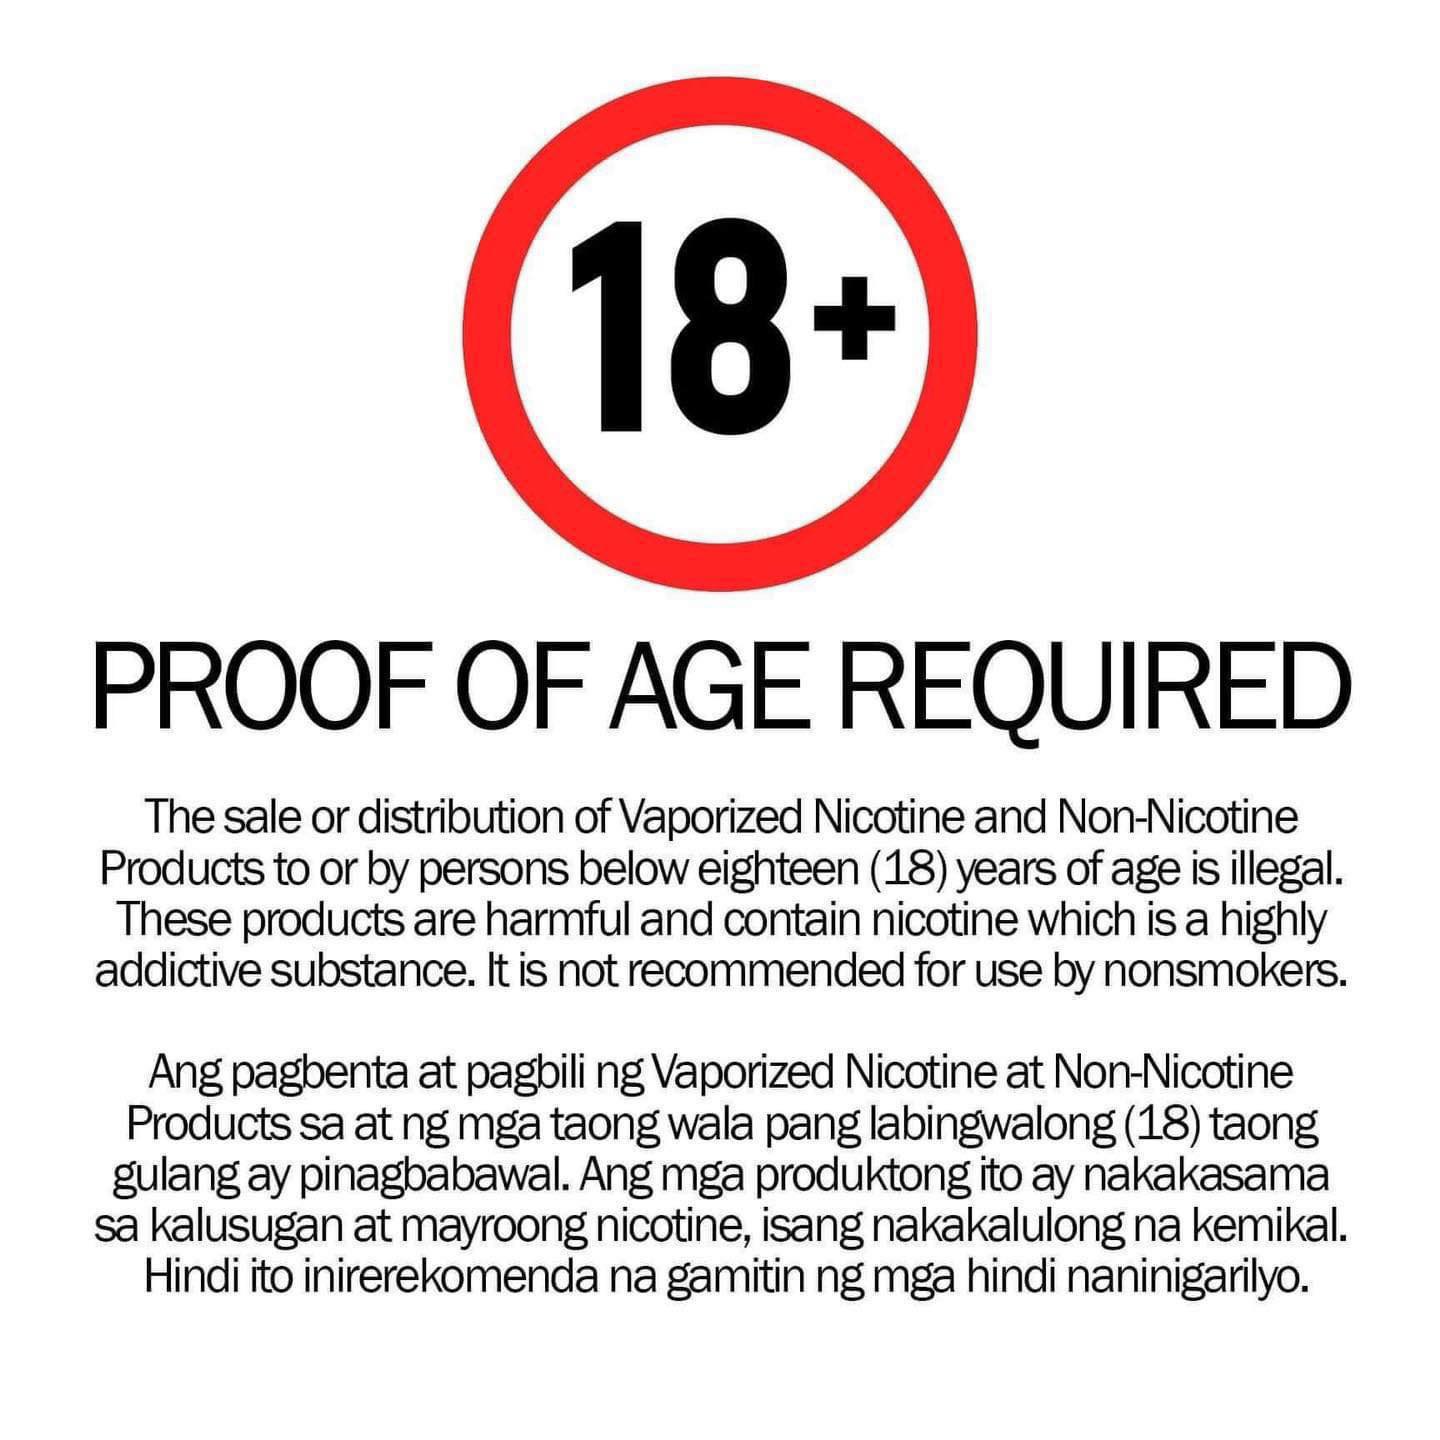 18+
PROOF OF AGE REQUIRED
The sale or distribution of Vaporized Nicotine and Non-Nicotine
Products to or by persons below eighteen (18) years of age is illegal.
These products are harmful and contain nicotine which is a highly
addictive substance. It is not recommended for use by nonsmokers.
Ang pagbenta at pagbili ng Vaporized Nicotine at Non-Nicotine
Products sa at ng mga taong wala pang labingwalong (18) taong
gulang ay pinagbabawal. Ang mga produktong ito ay nakakasama
sa kalusugan at mayroong nicotine, isang nakakalulong na kemikal.
Hindi ito inirerekomenda na gamitin ng mga hindi naninigarilyo.